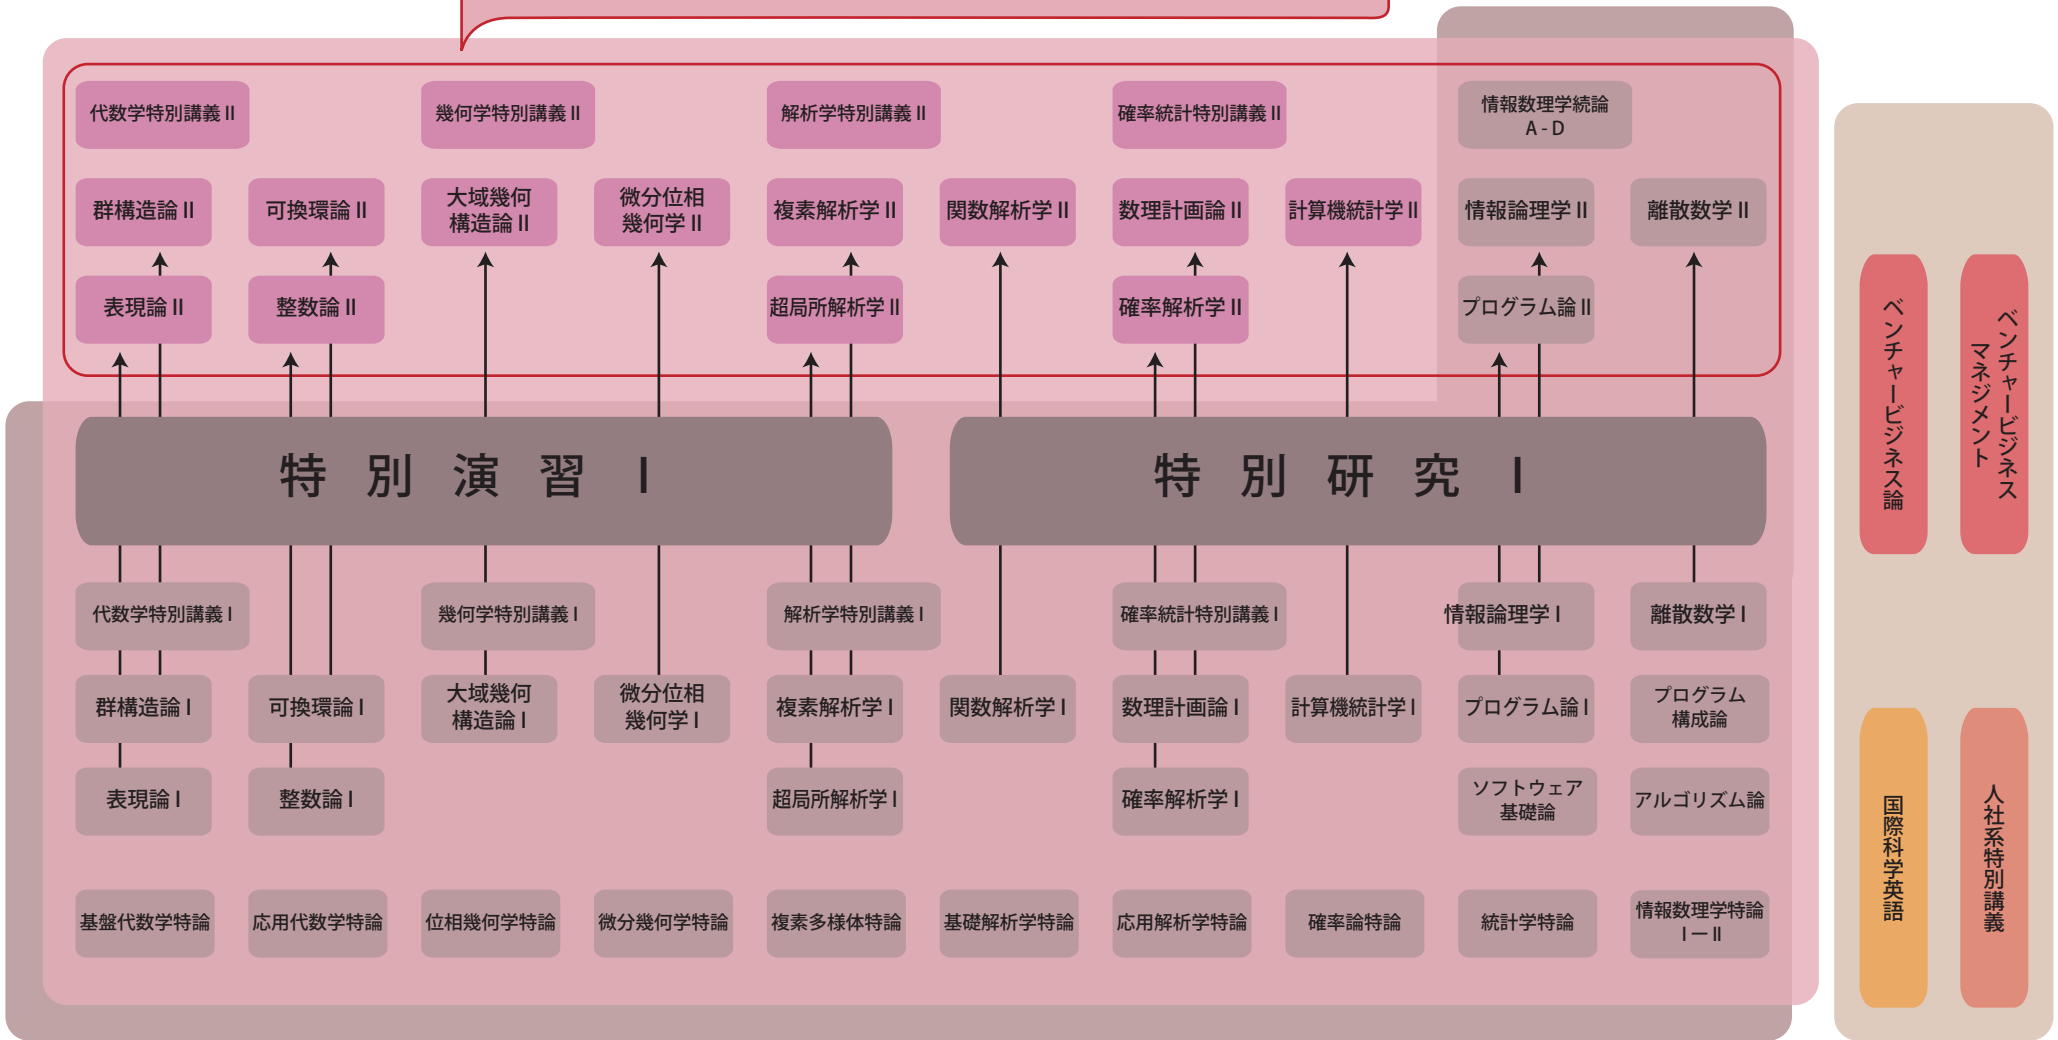 代数学特別講義 II
幾何学特別講義 II
解析学特別講義 II
確率統計特別講義 II
情報数理学続論
A - D
群構造論 II
可換環論 II
大域幾何
構造論 II
微分位相
幾何学 II
複素解析学 II
関数解析学 II
数理計画論 II
計算機統計学 II
情報論理学 II
離散数学 II
表現論 II
整数論 II
超局所解析学 II
確率解析学 II
プログラム論 II
特別演習 I
特別研究 I
代数学特別講義 I
幾何学特別講義 I
解析学特別講義 I
確率統計特別講義 I
情報論理学 I
離散数学 I
群構造論 I
可換環論 I
大域幾何
構造論 I
微分位相
幾何学 I
複素解析学 I
関数解析学 I
数理計画論 I
計算機統計学 I
プログラム論 I
プログラム
構成論
表現論 I
整数論 I
超局所解析学 I
確率解析学 I
ソフトウェア
基礎論
アルゴリズム論
基盤代数学特論
応用代数学特論
位相幾何学特論
微分幾何学特論
複素多様体特論
基礎解析学特論
応用解析学特論
確率論特論
統計学特論
情報数理学特論
I ー II
ベンチャービジネス論
ベンチャービジネス
マネジメント
国際科学英語
人社系特別講義